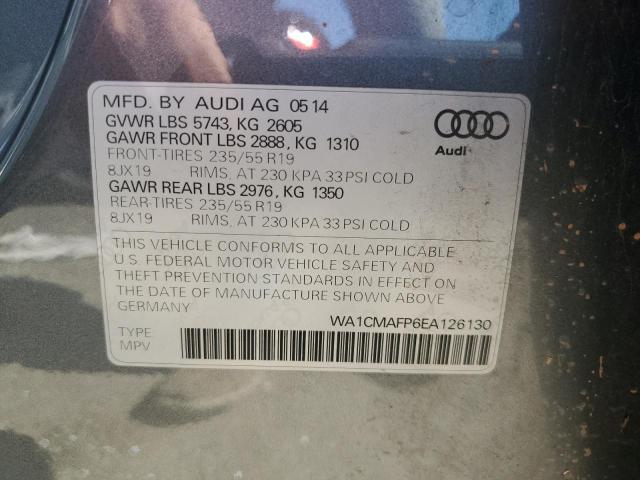 MFD. BY AUDI AG 05 14
GVWR LBS 5743, KG 2605
GAWR FRONT LBS 2888, KG 1310
FRONT-TIRES 235/55 R19
8JX19 RIMS, AT 230 KPA 33 PSI COLD
GAWR REAR LBS 2976, KG 1350
REAR-TIRES 235/55 R19
8JX19 RIMS, AT 230 KPA 33 PSI COLD
Audi
THIS VEHICLE CONFORMS TO ALL APPLICABLE
U.S. FEDERAL MOTOR VEHICLE SAFETY AND
THEFT PREVENTION STANDARDS IN EFFECT ON
THE DATE OF MANUFACTURE SHOWN ABOVE
GERMANY
WA1CMAFP6EA126130
TYPE
MPV